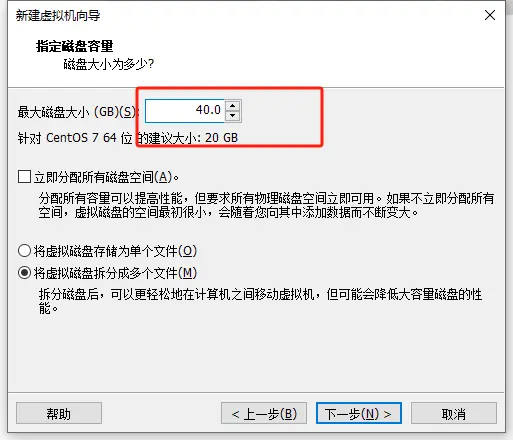 新建虚拟机向导
指定磁盘容量
磁盘大小为多少?
最大磁盘大小 (GB)(S): 40.0
针对 CentOS 7 64 位 的建议大小: 20 GB
立即分配所有磁盘空间(A)。
分配所有容量可以提高性能，但要求所有物理磁盘空间立即可用。如果不立即分配所有
空间，虚拟磁盘的空间最初很小，会随着您向其中添加数据而不断变大。
将虚拟磁盘存储为单个文件(O)
将虚拟磁盘拆分成多个文件(M)
拆分磁盘后，可以更轻松地在计算机之间移动虚拟机，但可能会降低大容量磁盘的性
能。
帮助 < 上一步(B) 下一步(N) > 取消